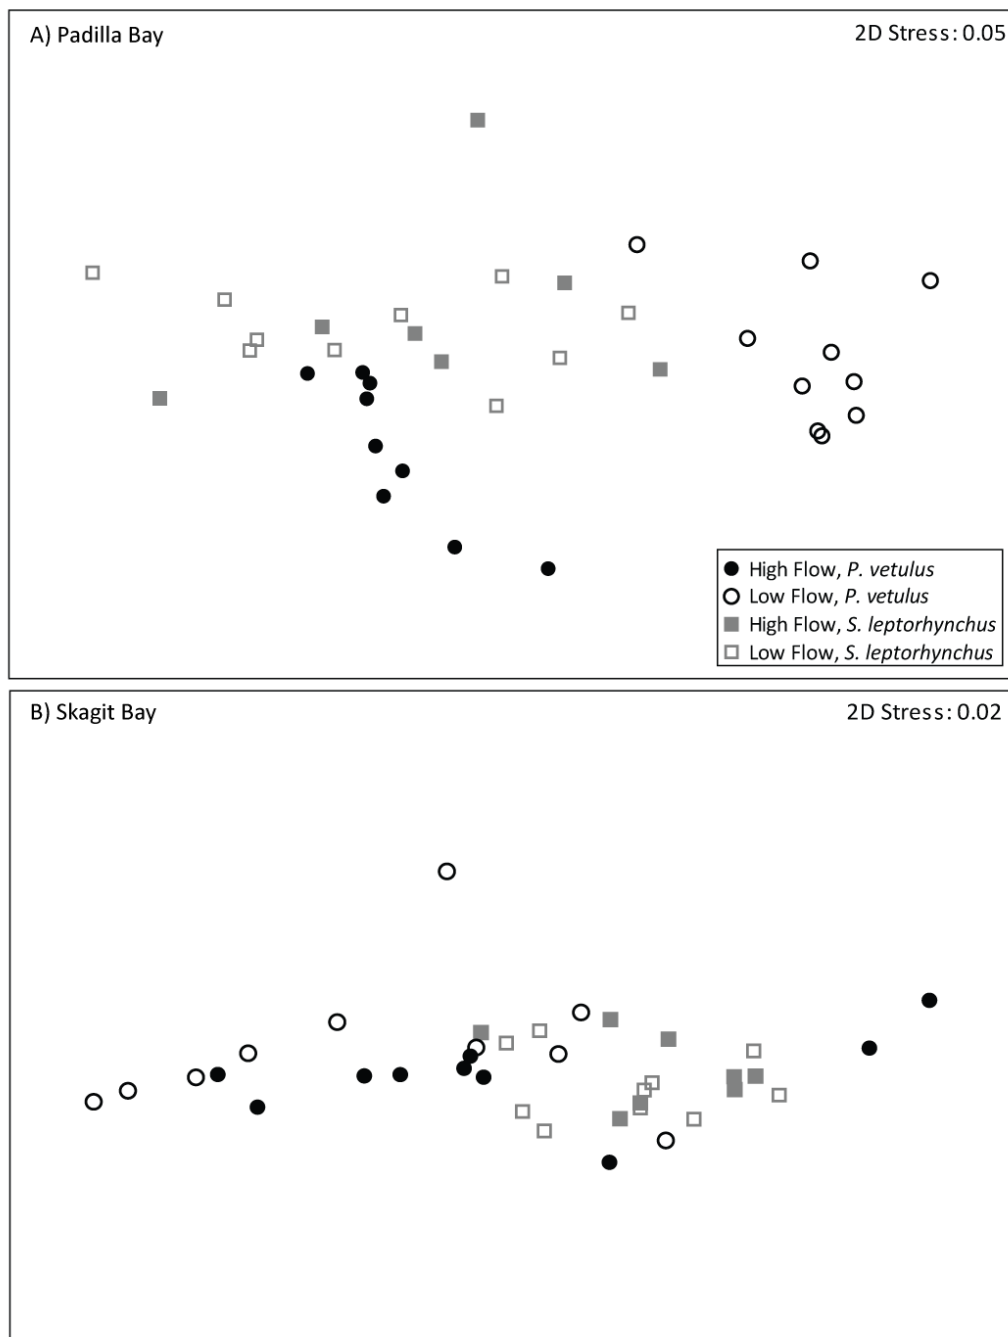 A) Padilla Bay
2D Stress: 0.05
High Flow, P. vetulus
Low Flow, P. vetulus
High Flow, S. leptorhynchus
Low Flow, S. leptorhynchus
B) Skagit Bay
2D Stress: 0.02